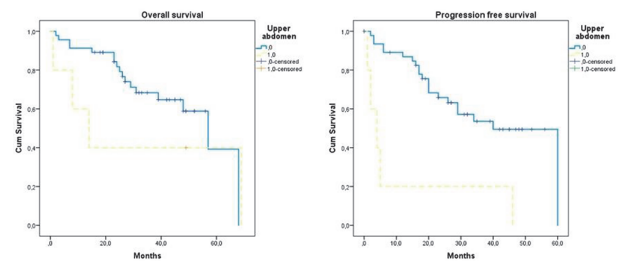 Overall survival
Upper
abdomen
,0
1,0
,0-censored
1,0-censored
Cum Survival
1,0
0,8
0,6
0,4
0,2
0,0
,0
20,0
40,0
60,0
Months
Progression free survival
Upper
abdomen
,0
1,0
,0-censored
1,0-censored
Cum Survival
1,0
0,8
0,6
0,4
0,2
0,0
,0
10,0
20,0
30,0
40,0
50,0
60,0
Months